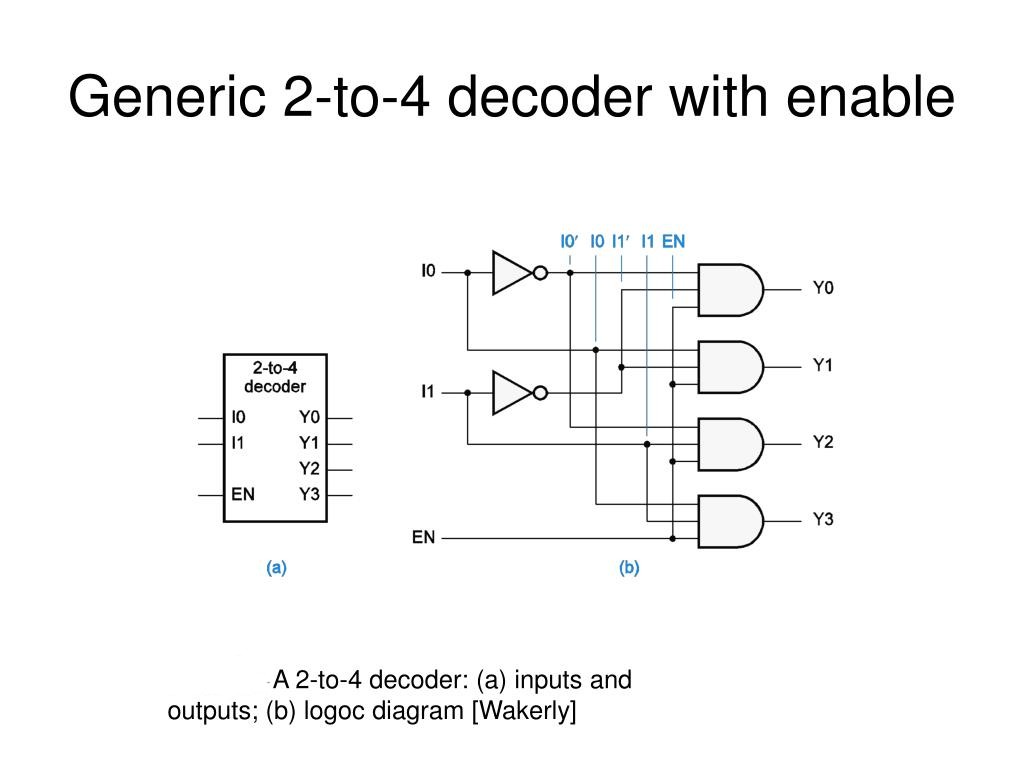 Generic 2-to-4 decoder with enable
I0′ I0 I1′ I1 EN
I0
Y0
2-to-4
decoder
I0 Y0
I1 Y1
Y2
EN Y3
Y1
I1
Y2
Y3
EN
(a)
(b)
A 2-to-4 decoder: (a) inputs and
outputs; (b) logoc diagram [Wakerly]